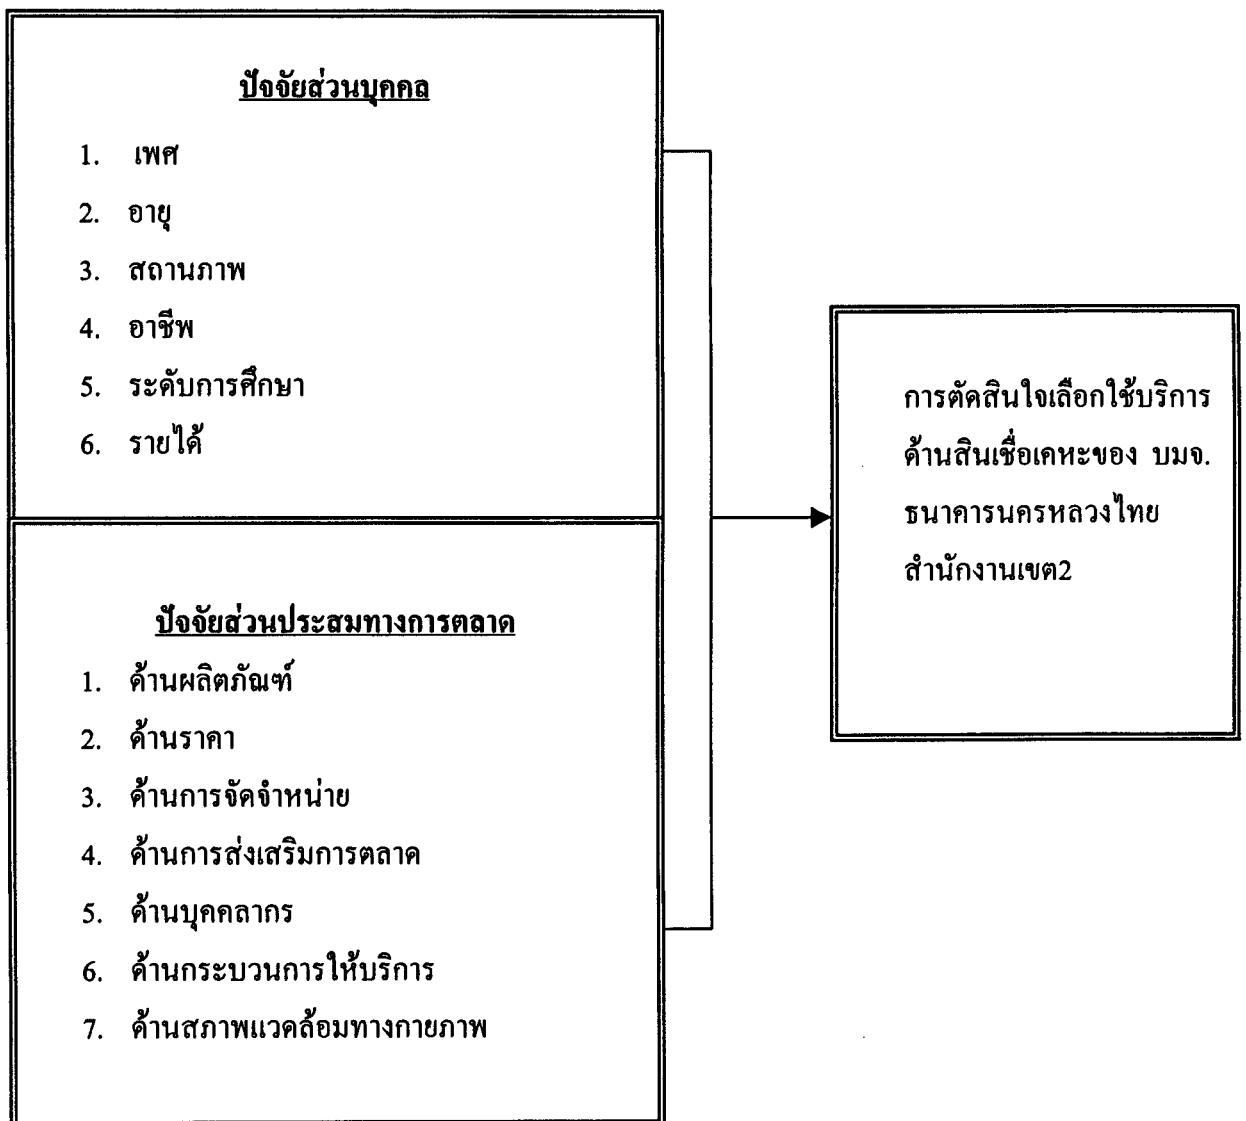 ปัจจัยส่วนบุคคล
1. เพศ
2. อายุ
3. สถานภาพ
4. อาชีพ
5. ระดับการศึกษา
6. รายได้
ปัจจัยส่วนประสมทางการตลาด
1. ด้านผลิตภัณฑ์
2. ด้านราคา
3. ด้านการจัดจำหน่าย
4. ด้านการส่งเสริมการตลาด
5. ด้านบุคคลากร
6. ด้านกระบวนการให้บริการ
7. ด้านสภาพแวคล้อมทางกายภาพ
การตัดสินใจเลือกใช้บริการ
ด้านสินเชื่อเคหะของ บมจ.
ธนาคารนครหลวงไทย
สำนักงานเขต2